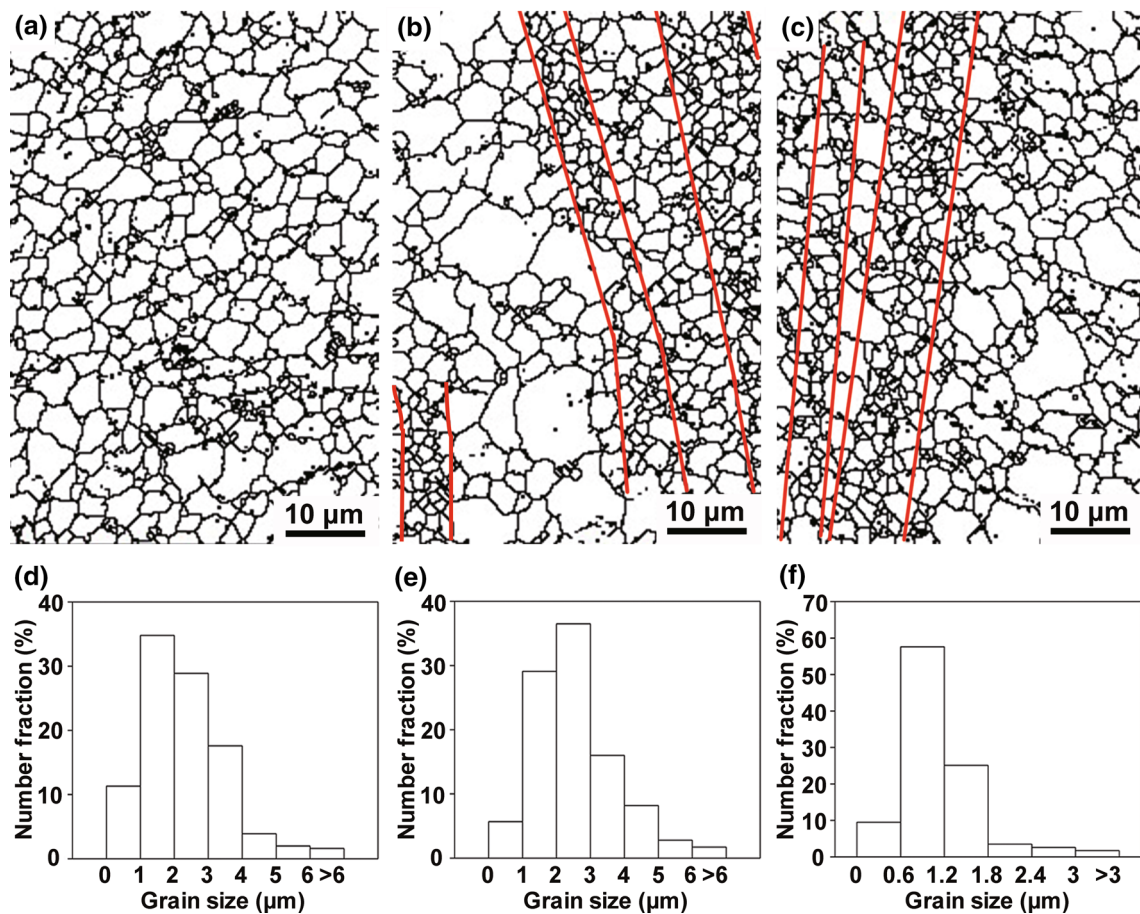 (a)
(b)
(c)
10 μm
10 μm
10 μm
(d)
(e)
(f)
Number fraction (%)
40
30
20
10
0
0 1 2 3 4 5 6 >6
Grain size (μm)
Number fraction (%)
40
30
20
10
0
0 1 2 3 4 5 6 >6
Grain size (μm)
Number fraction (%)
70
60
50
40
30
20
10
0
0 0.6 1.2 1.8 2.4 3 >3
Grain size (μm)